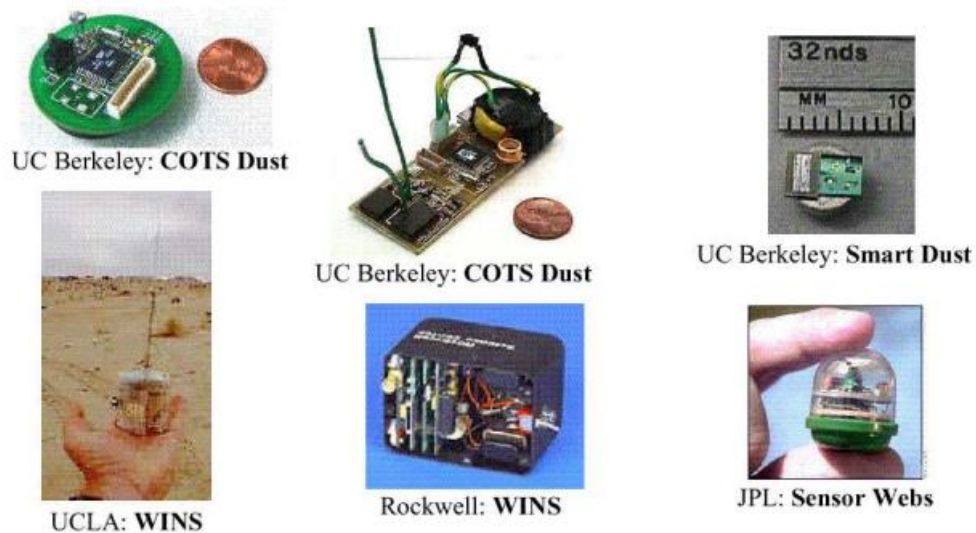 UC Berkeley: COTS Dust
UC Berkeley: COTS Dust
32nds
MM 10
UC Berkeley: Smart Dust
UCLA: WINS
Rockwell: WINS
JPL: Sensor Webs